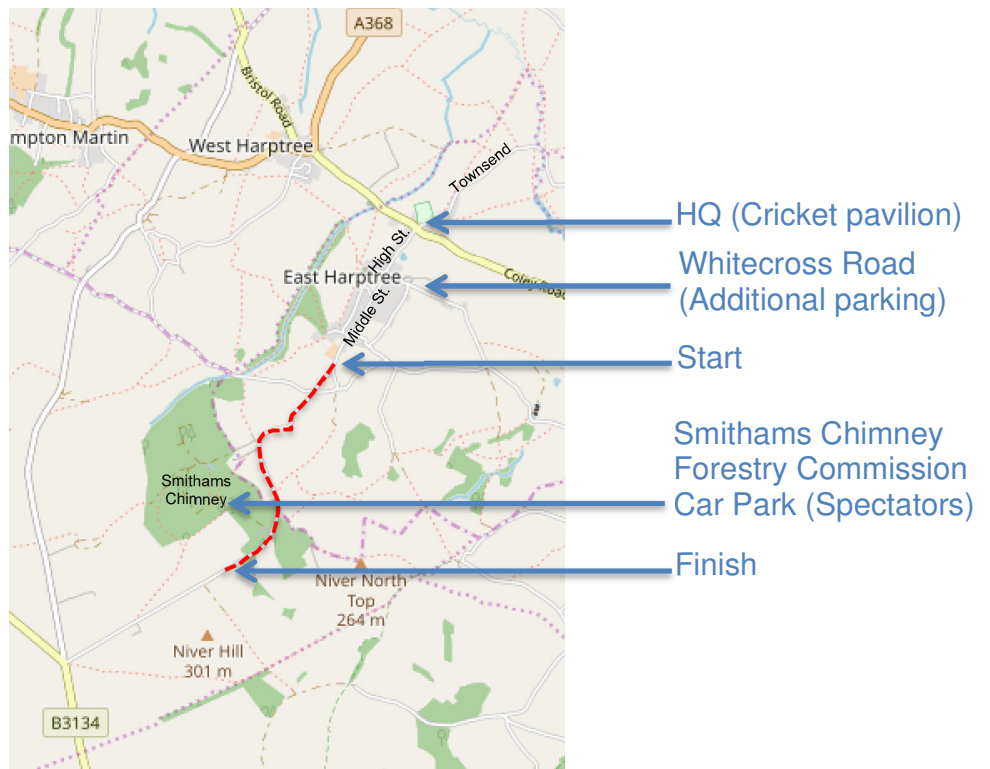 A368
Bristol Road
mpton Martin
West Harptree
Townsend
HQ (Cricket pavilion)
High St.
East Harptree
Whitecross Road
(Additional parking)
Coley Road
Middle St.
Start
Smithams Chimney
Forestry Commission
Car Park (Spectators)
Smithams
Chimney
Finish
Niver North
Top
264 m
Niver Hill
301 m
B3134